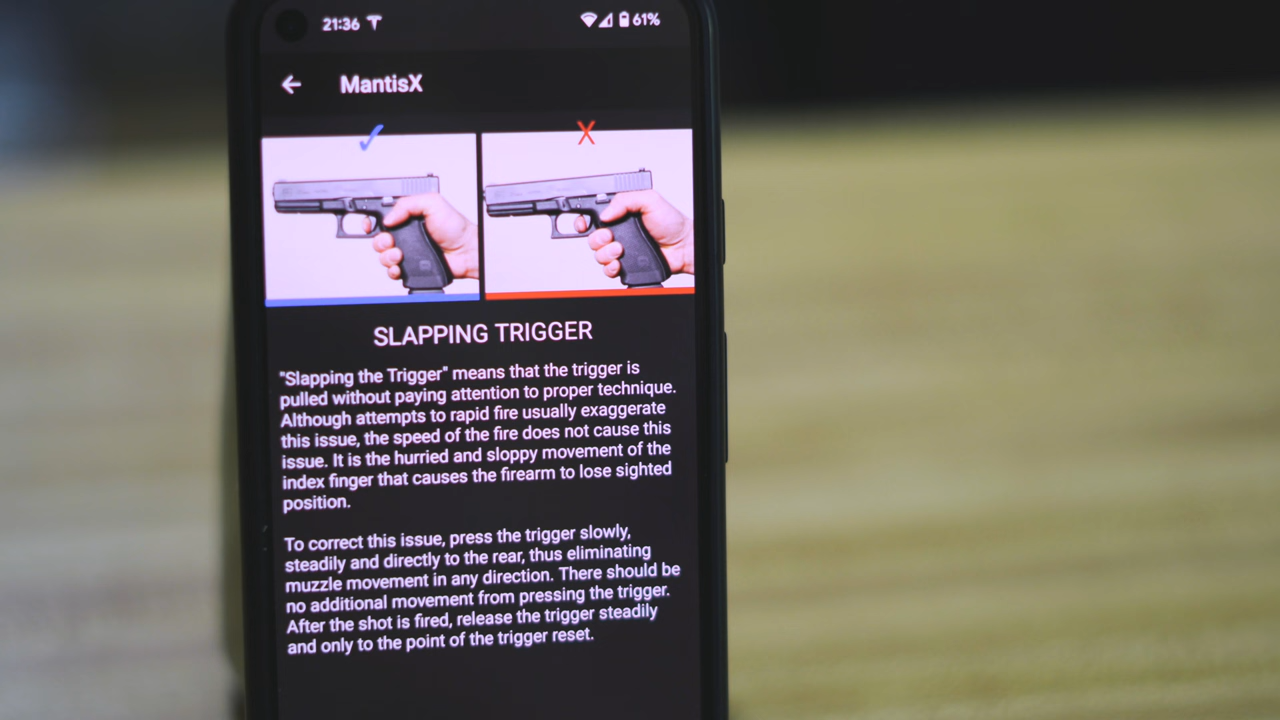 21:36
61%
MantisX
✓
X
SLAPPING TRIGGER
"Slapping the Trigger" means that the trigger is
pulled without paying attention to proper technique.
Although attempts to rapid fire usually exaggerate
this issue, the speed of the fire does not cause this
issue. It is the hurried and sloppy movement of the
index finger that causes the firearm to lose sighted
position.
To correct this issue, press the trigger slowly,
steadily and directly to the rear, thus eliminating
muzzle movement in any direction. There should be
no additional movement from pressing the trigger.
After the shot is fired, release the trigger steadily
and only to the point of the trigger reset.